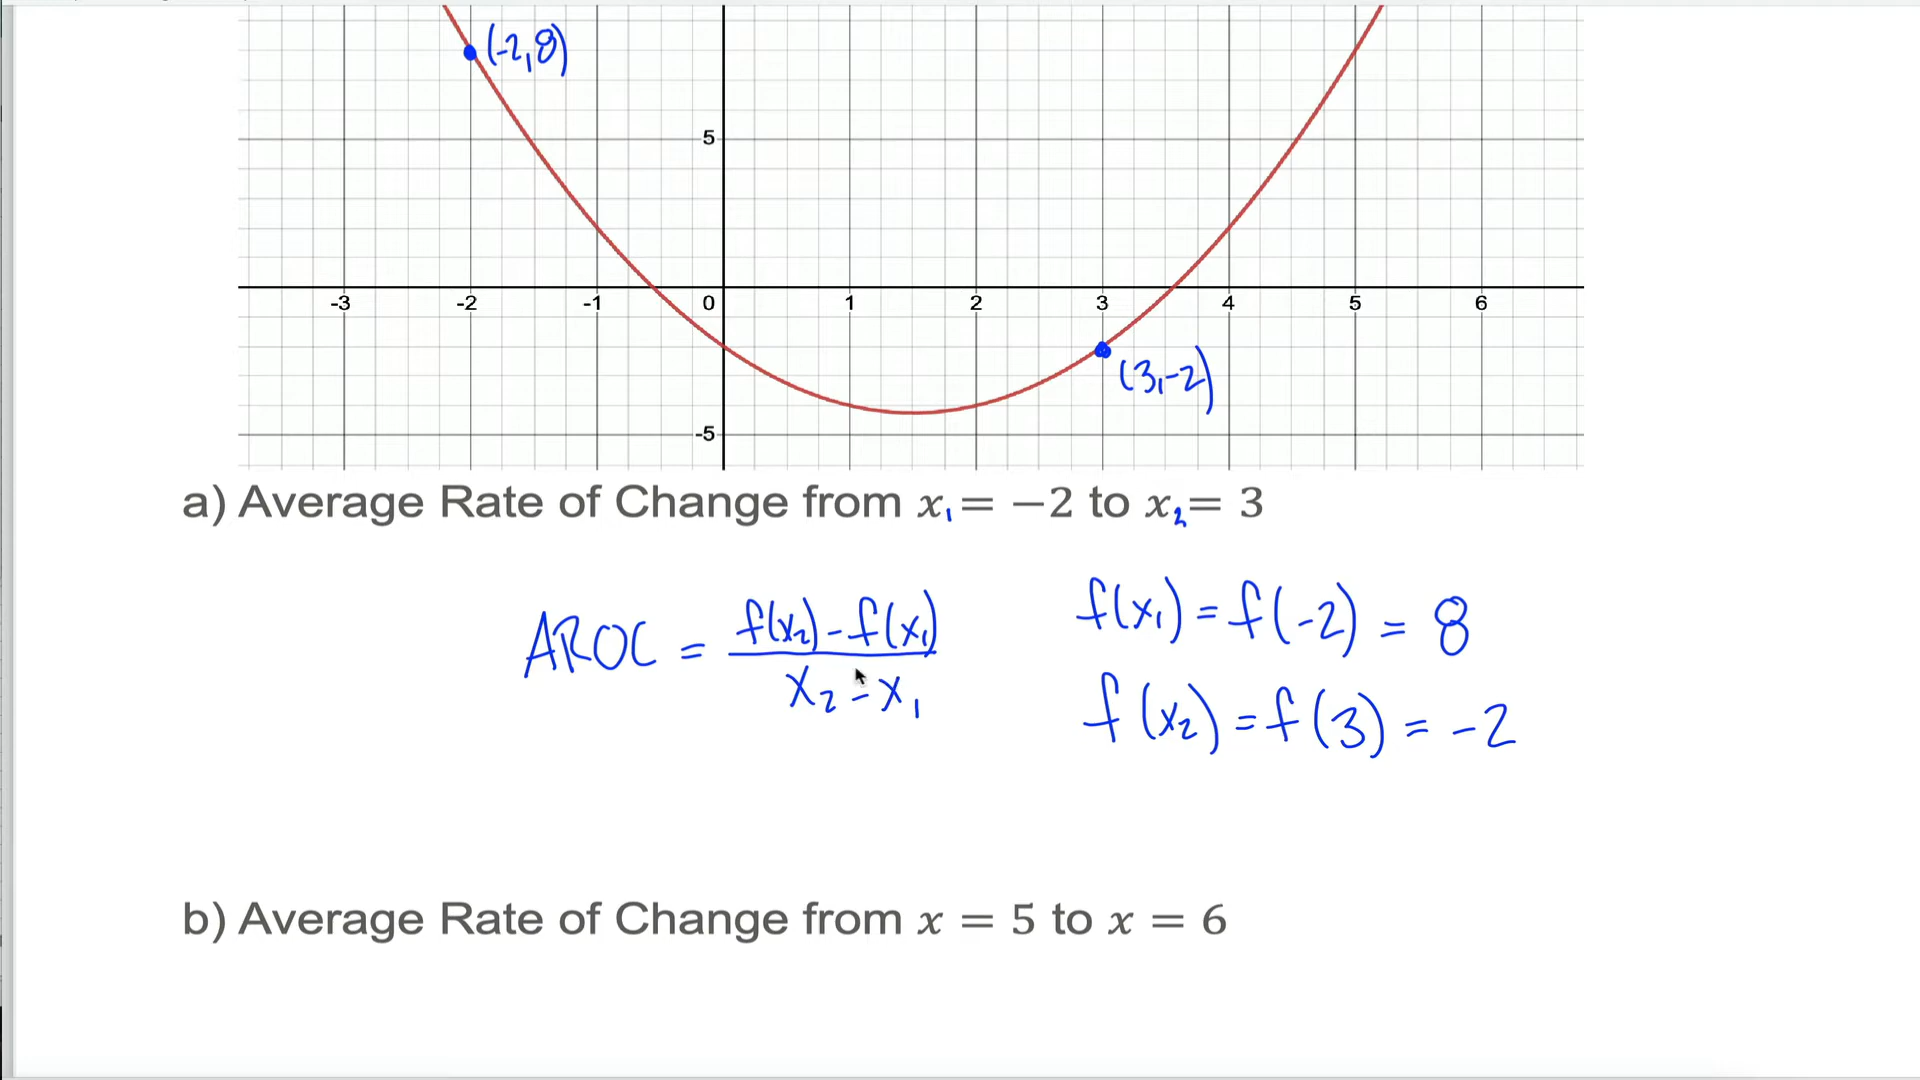 (-2,8)
5
-3 -2 -1 0 1 2 3 4 5 6
(3,-2)
-5
a) Average Rate of Change from x₁ = −2 to x₂ = 3
AROC = f(x₂) - f(x₁) / x₂ - x₁
f(x₁) = f(-2) = 8
f(x₂) = f(3) = -2
b) Average Rate of Change from x = 5 to x = 6